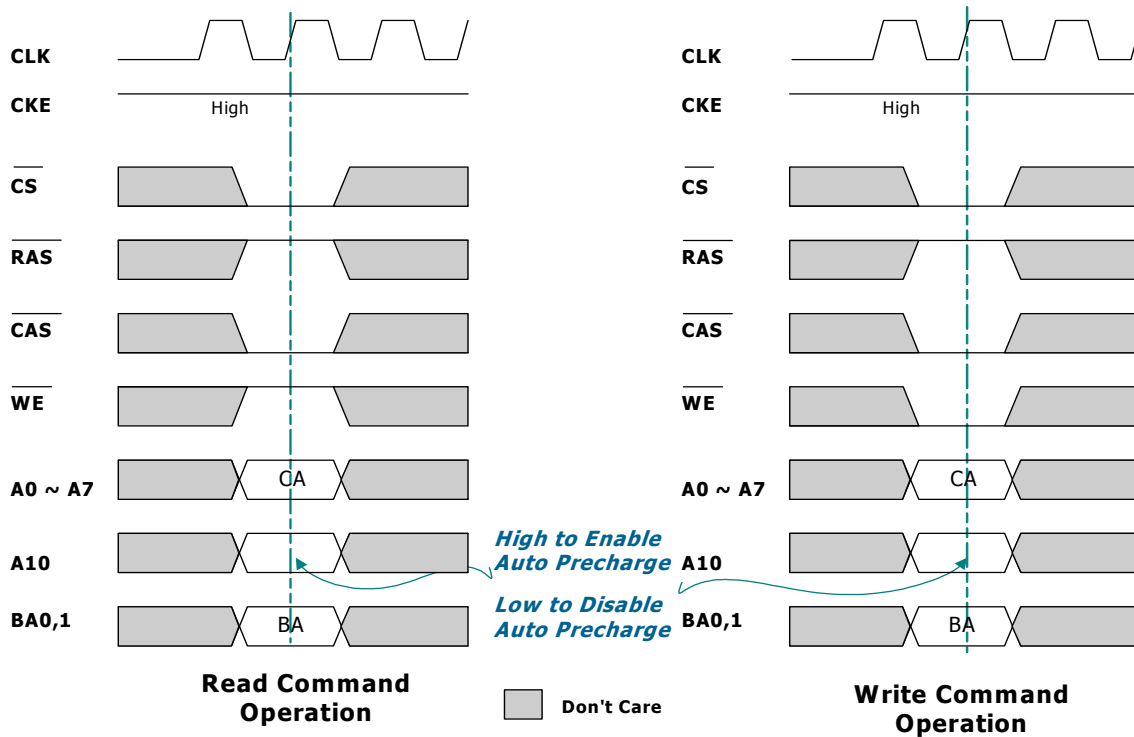 CLK
CKE
High
CS
RAS
CAS
WE
A0 ~ A7
CA
A10
BA0,1
BA
Read Command
Operation
High to Enable
Auto Precharge
Low to Disable
Auto Precharge
Don't Care
CLK
CKE
High
CS
RAS
CAS
WE
A0 ~ A7
CA
A10
BA0,1
BA
Write Command
Operation